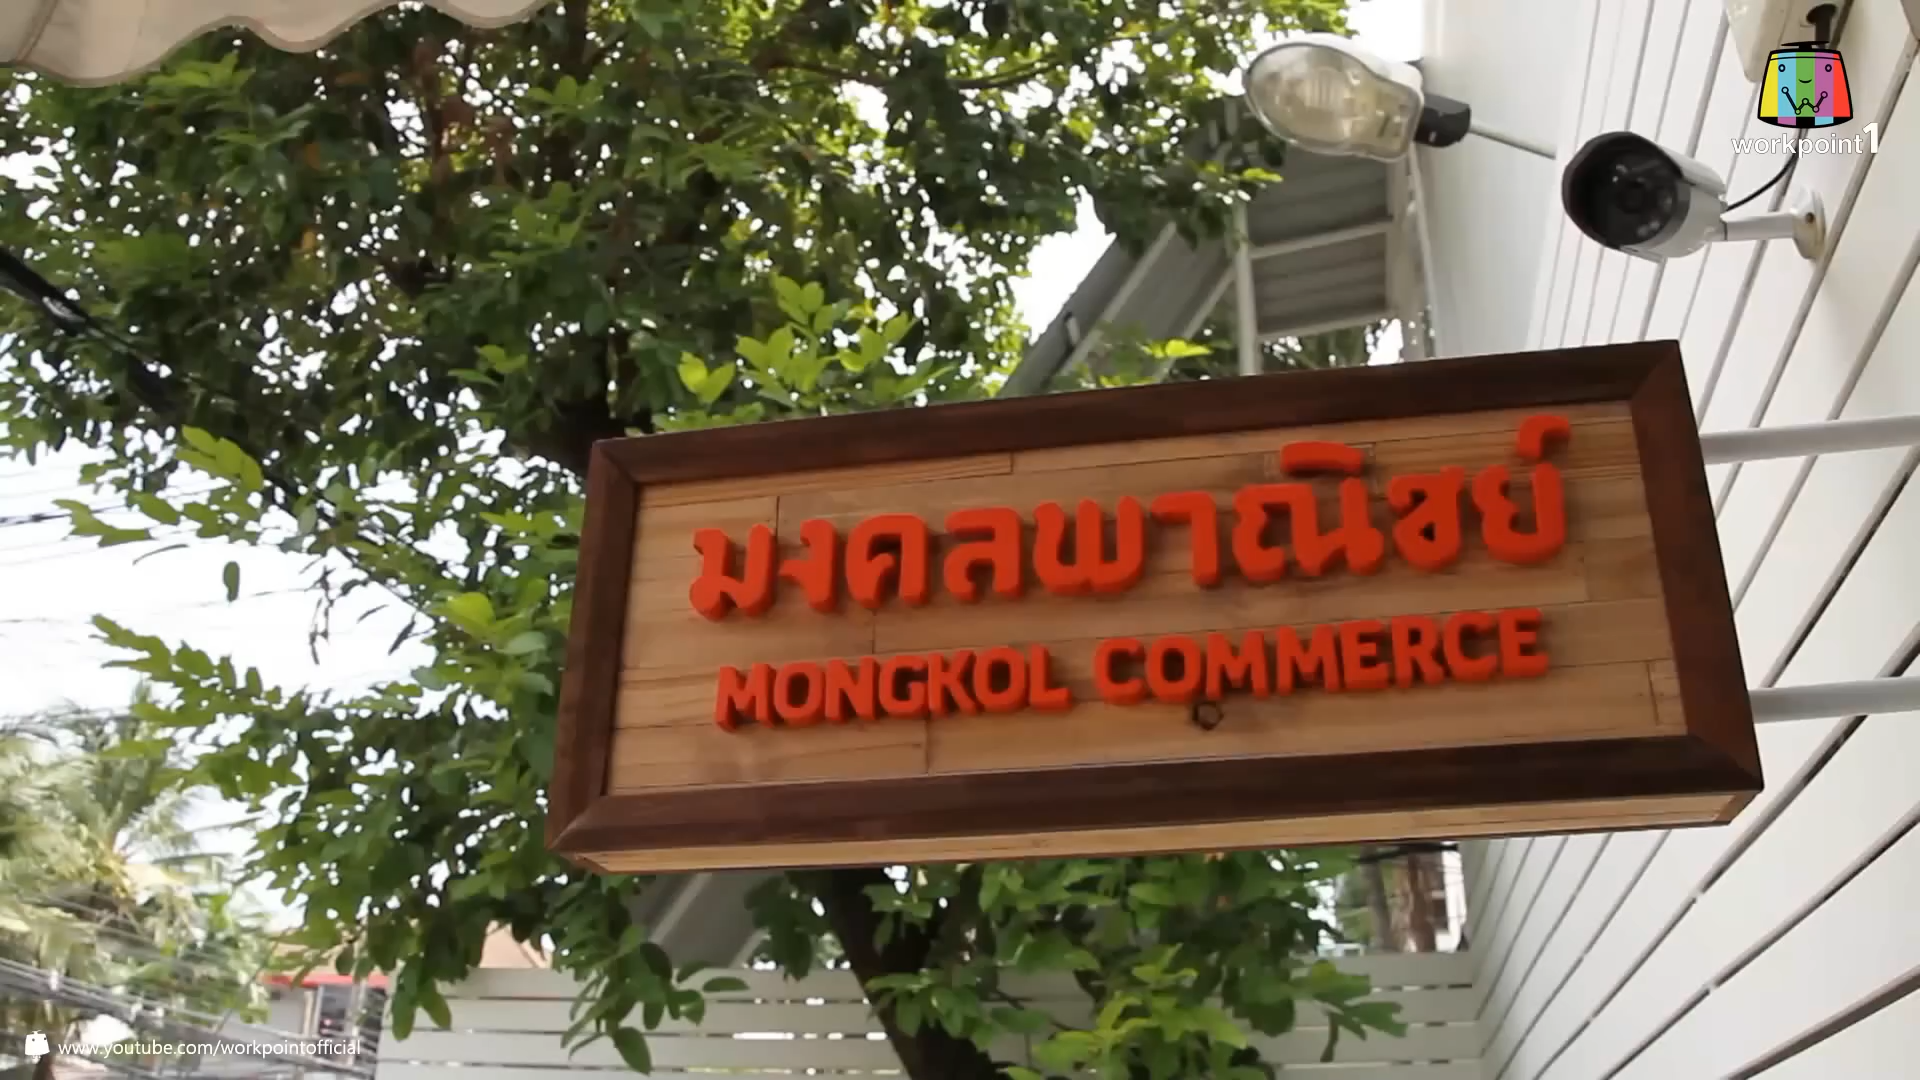 workpoint1
มงคลพาณิชย์
MONGKOL COMMERCE
www.youtube.com/workpointofficial